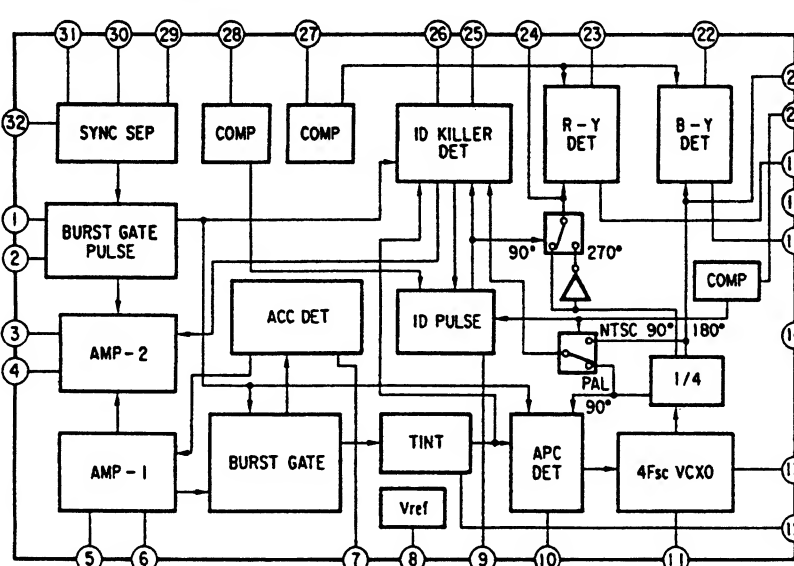 31 30 29 28 27 26 25 24 23 22
32
SYNC SEP
COMP
COMP
ID KILLER
DET
R-Y
DET
B-Y
DET
1
2
BURST GATE
PULSE
90°
270°
COMP
3
4
AMP-2
ACC DET
ID PULSE
NTSC 90°
180°
PAL
90°
1/4
AMP-1
BURST GATE
TINT
APC
DET
4Fsc VCXO
Vref
5 6 7 8 9 10 11